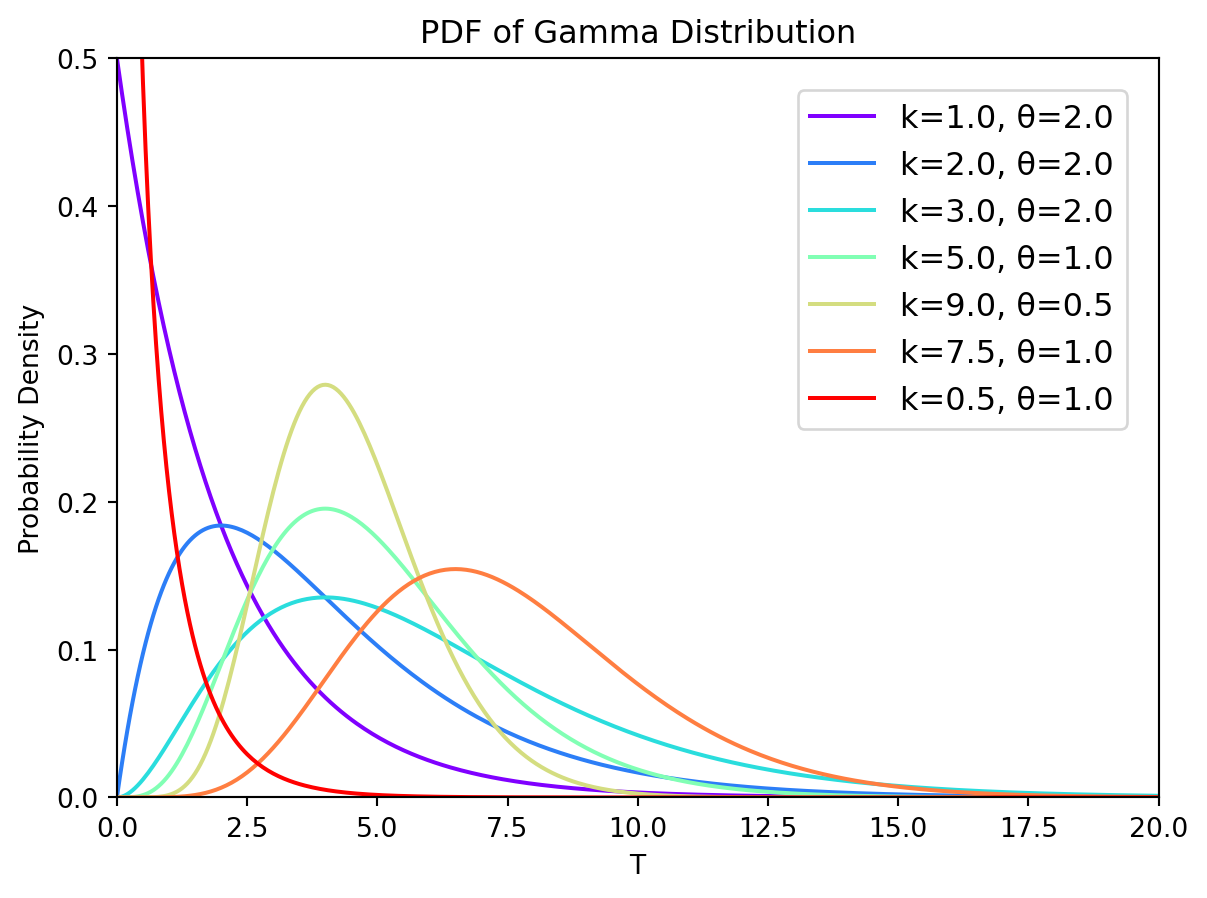 PDF of Gamma Distribution
Probability Density
0.5
0.4
0.3
0.2
0.1
0.0
k=1.0, θ=2.0
k=2.0, θ=2.0
k=3.0, θ=2.0
k=5.0, θ=1.0
k=9.0, θ=0.5
k=7.5, θ=1.0
k=0.5, θ=1.0
0.0 2.5 5.0 7.5 10.0 12.5 15.0 17.5 20.0
T